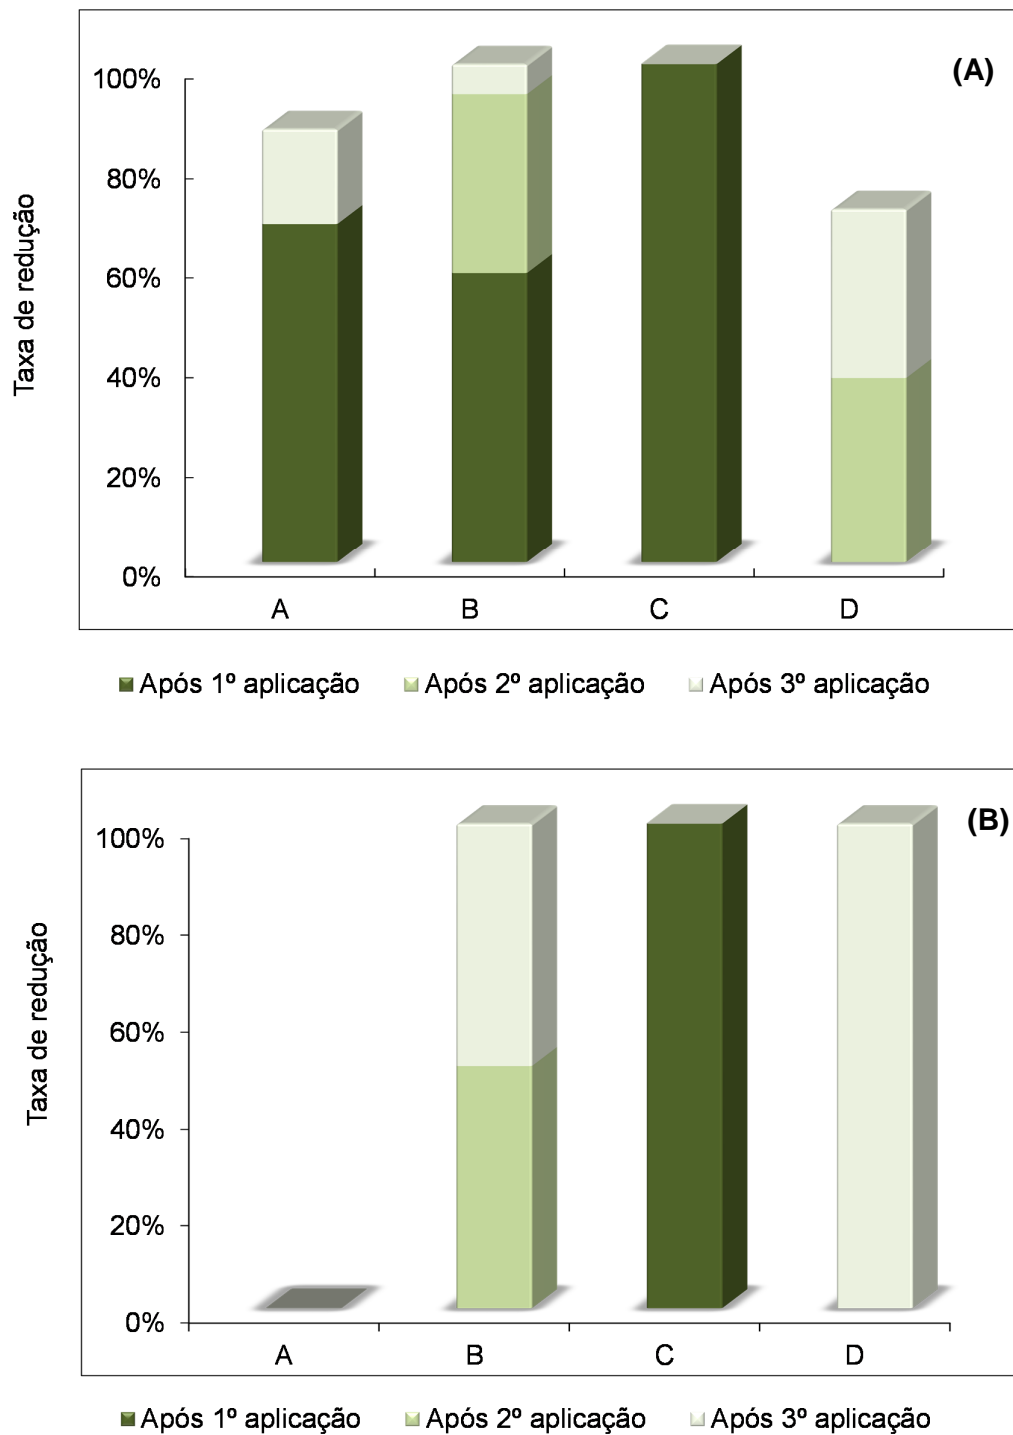 (A)
Taxa de redução
100%
80%
60%
40%
20%
0%
A B C D
Após 1º aplicação Após 2º aplicação Após 3º aplicação
(B)
Taxa de redução
100%
80%
60%
40%
20%
0%
A B C D
Após 1º aplicação Após 2º aplicação Após 3º aplicação